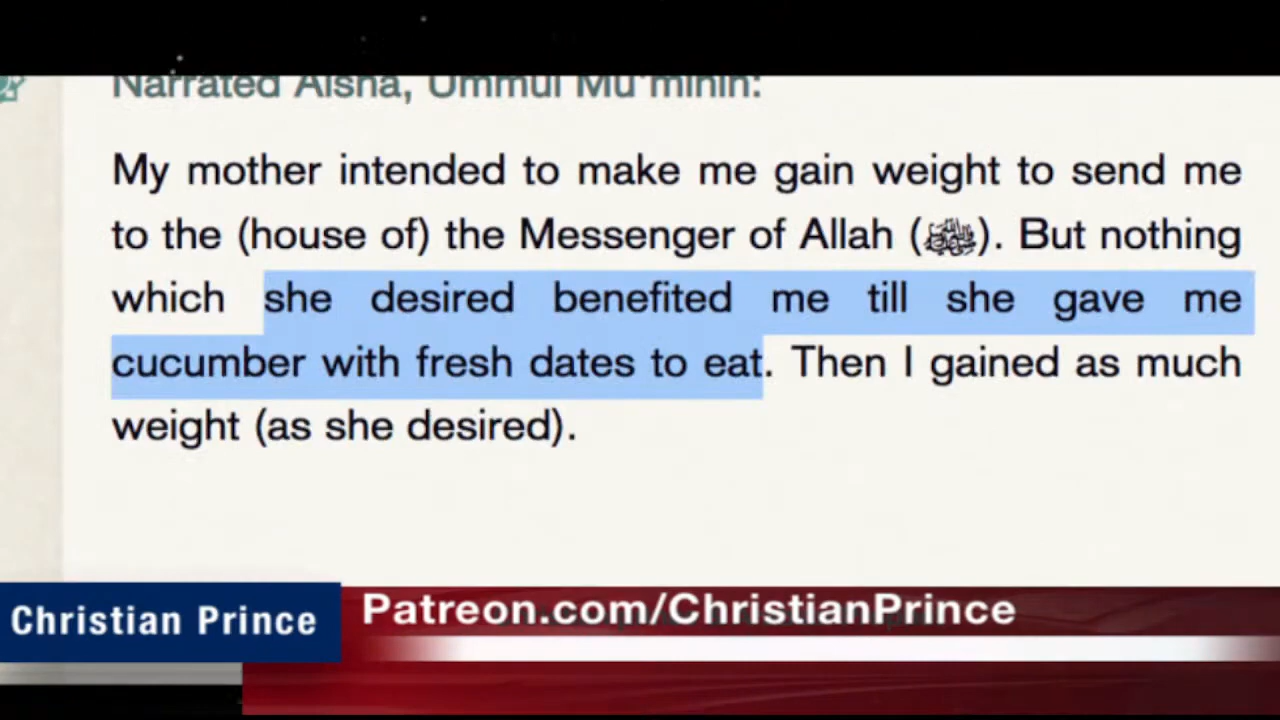 Narrated Aisha, Ummul Mu'minin:
My mother intended to make me gain weight to send me
to the (house of) the Messenger of Allah (ﷺ). But nothing
which she desired benefited me till she gave me
cucumber with fresh dates to eat. Then I gained as much
weight (as she desired).
Christian Prince
Patreon.com/ChristianPrince